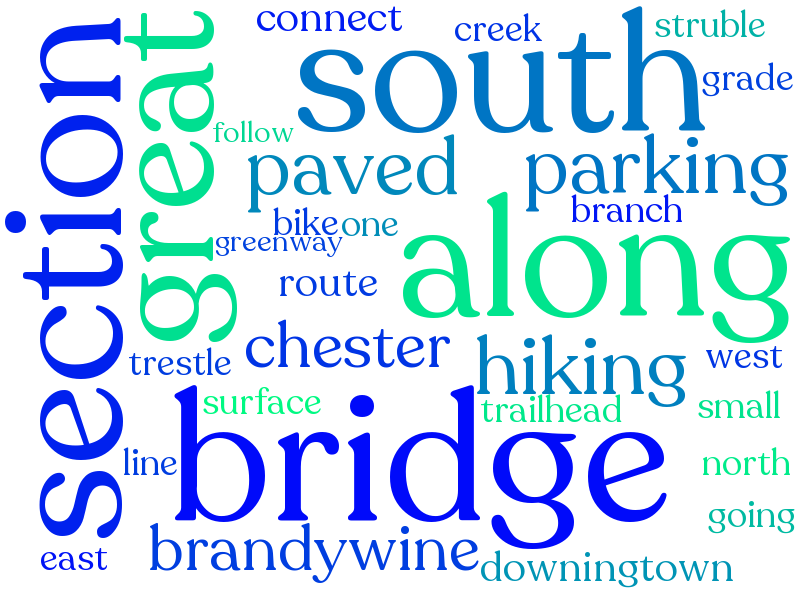 connect
creek
struble
south
grade
section
great
follow
paved
parking
branch
bike
one
greenway
along
route
chester
trestle
hiking
west
surface
trailhead
small
bridge
line
north
going
brandywine
east
downingtown